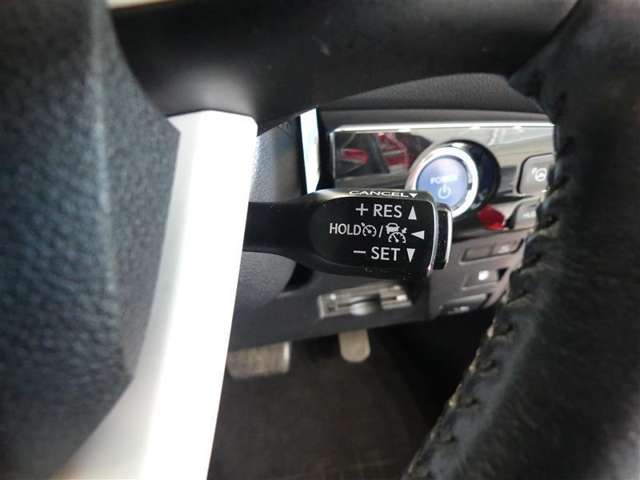 CANCEL▼
+ RES ▲
HOLD / ◄
− SET ▼
POWER